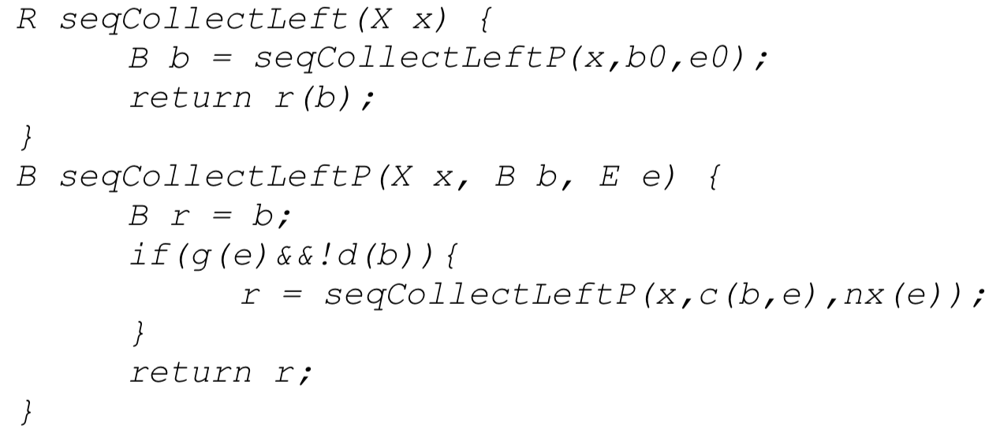 R seqCollectLeft(X x) {
B b = seqCollectLeftP(x,b0,e0);
return r(b);
}
B seqCollectLeftP(X x, B b, E e) {
B r = b;
if(g(e)&&!d(b)){
r = seqCollectLeftP(x,c(b,e),nx(e));
}
return r;
}